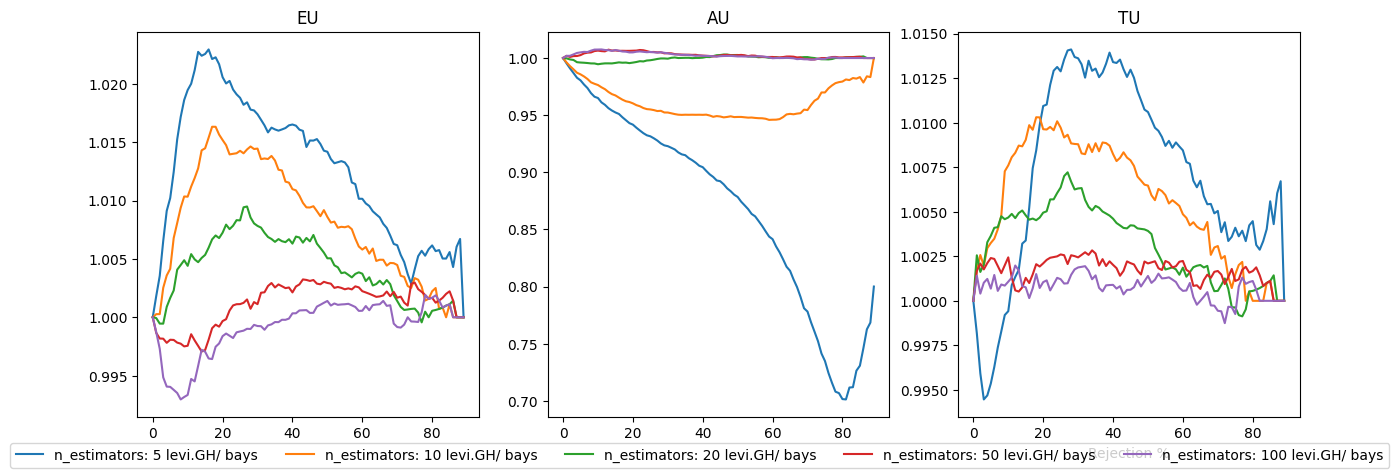 EU
AU
TU
1.020
1.015
1.010
1.005
1.000
0.995
0 20 40 60 80
1.00
0.95
0.90
0.85
0.80
0.75
0.70
0 20 40 60 80
1.0150
1.0125
1.0100
1.0075
1.0050
1.0025
1.0000
0.9975
0.9950
0 20 40 60 80
Rejection %
n_estimators: 5 levi.GH/ bays
n_estimators: 10 levi.GH/ bays
n_estimators: 20 levi.GH/ bays
n_estimators: 50 levi.GH/ bays
n_estimators: 100 levi.GH/ bays